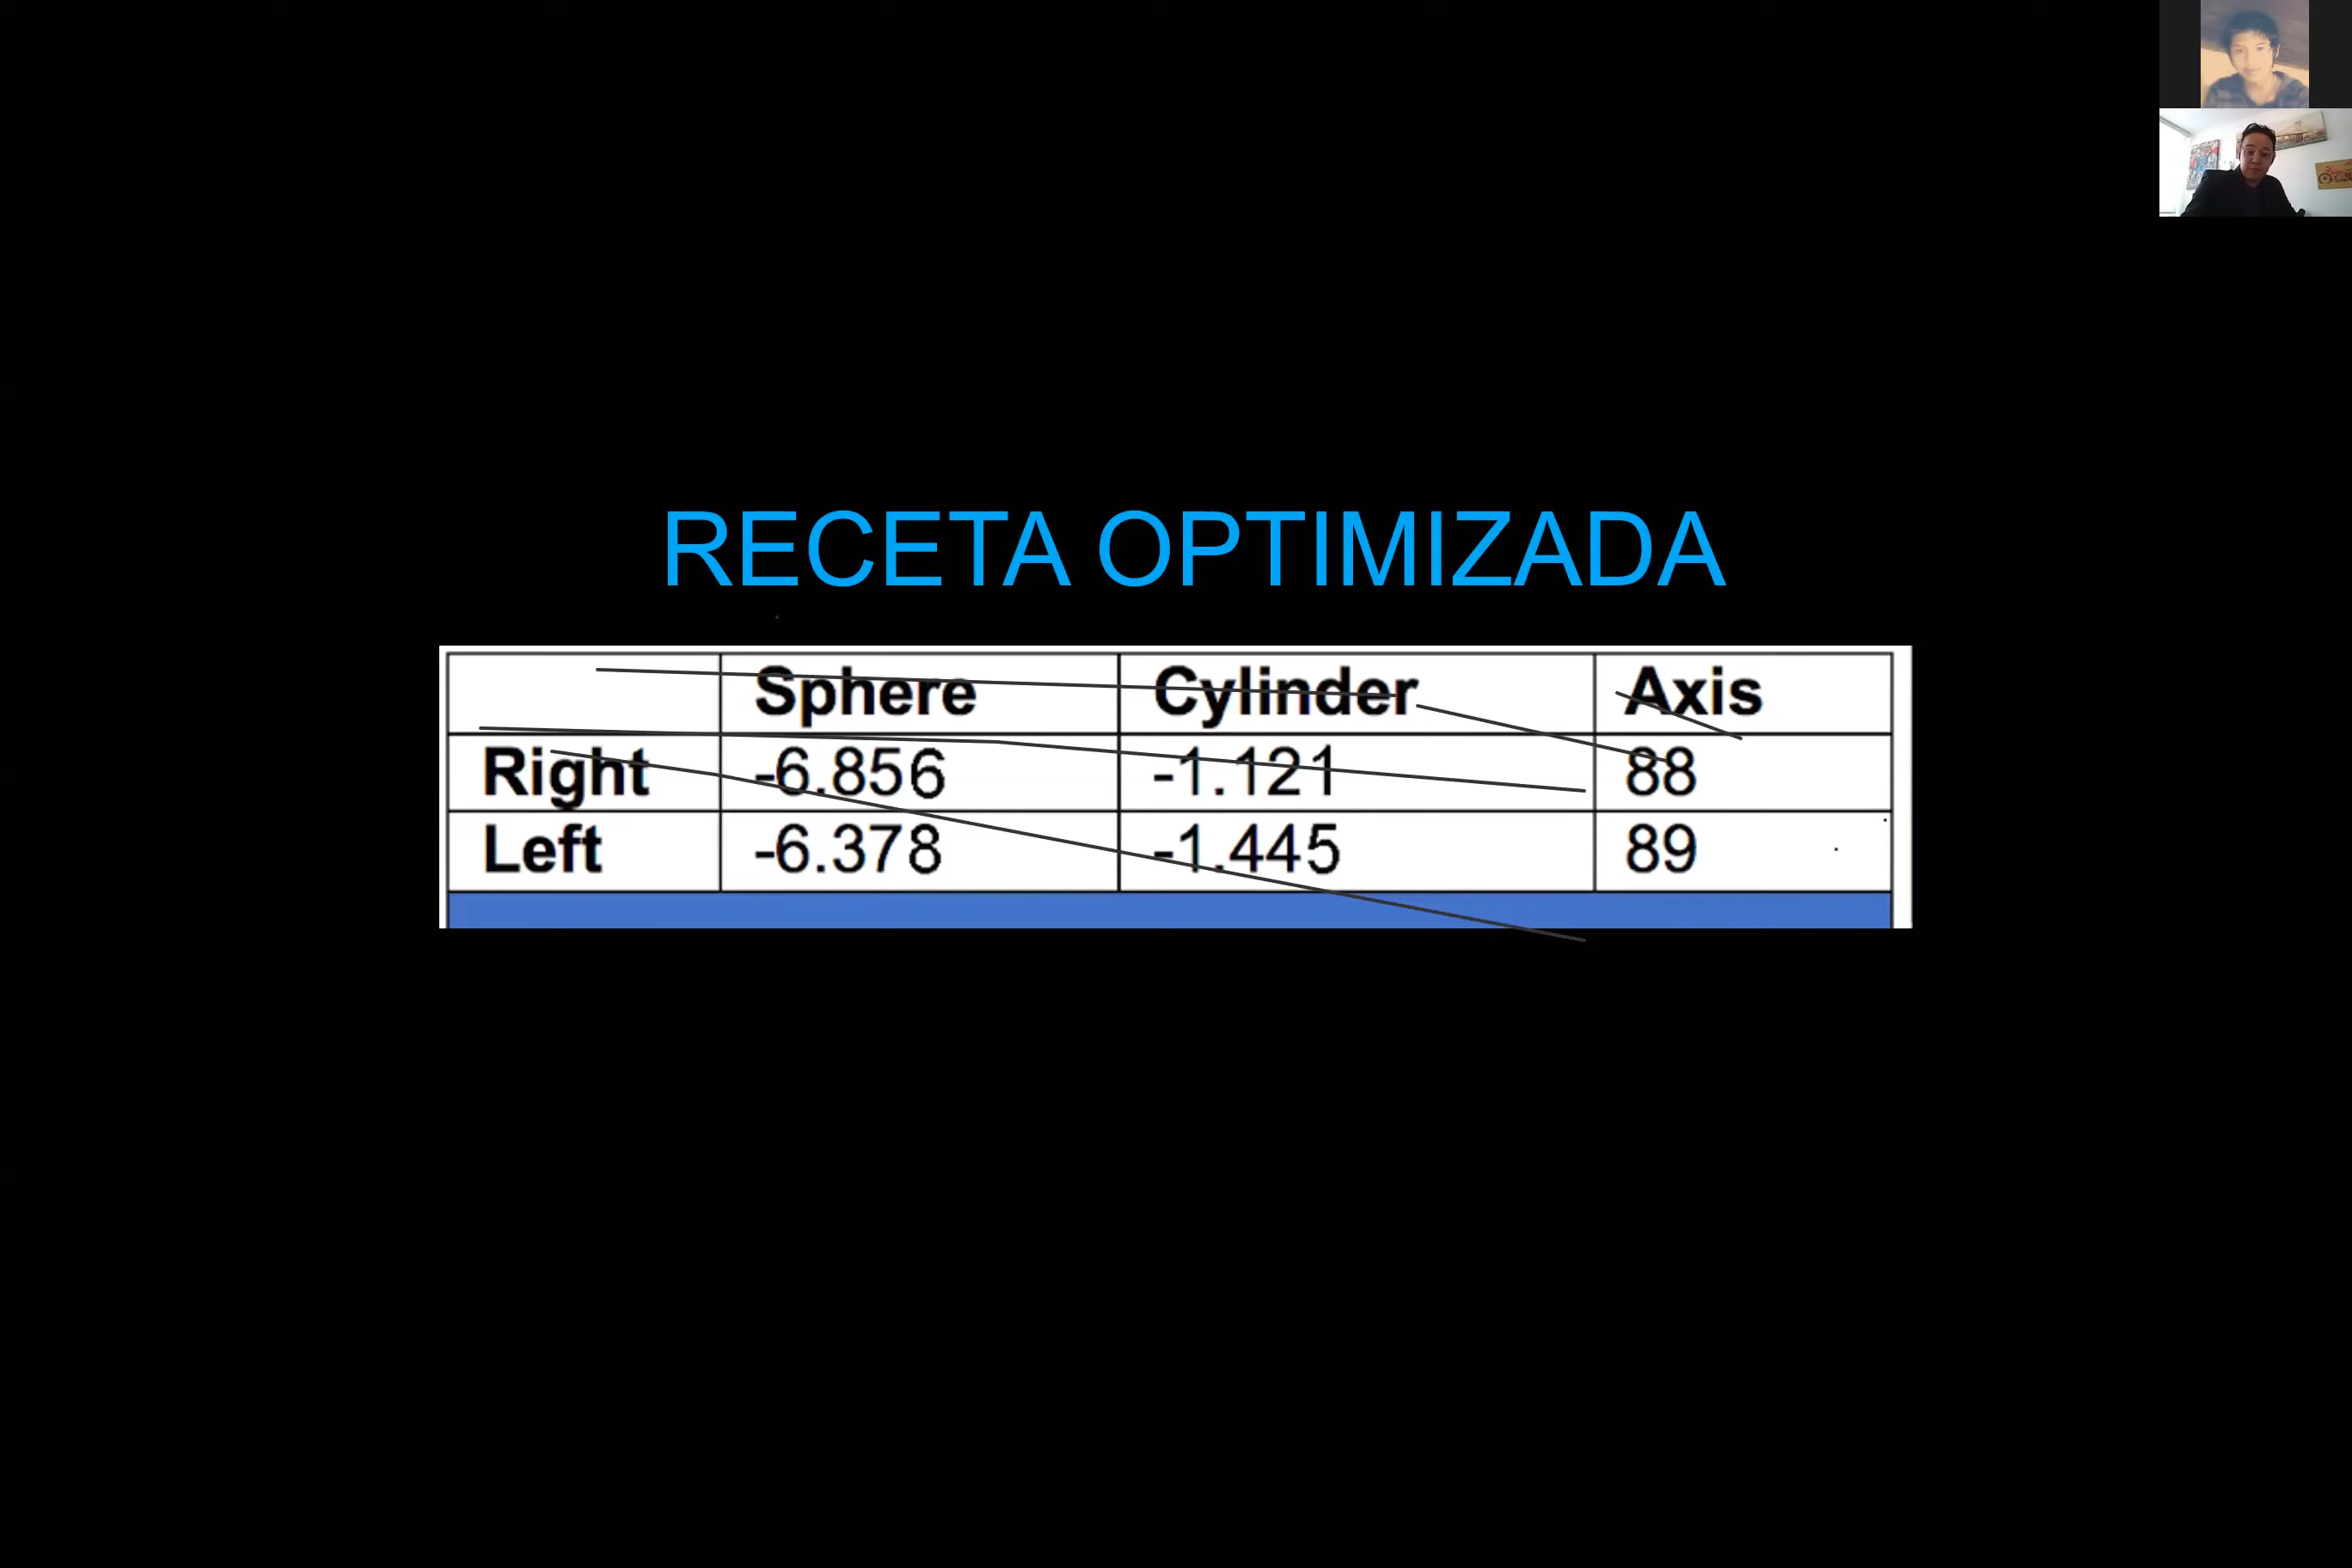 RECETA OPTIMIZADA
Sphere Cylinder Axis
Right -6.856 -1.121 88
Left -6.378 -1.445 89